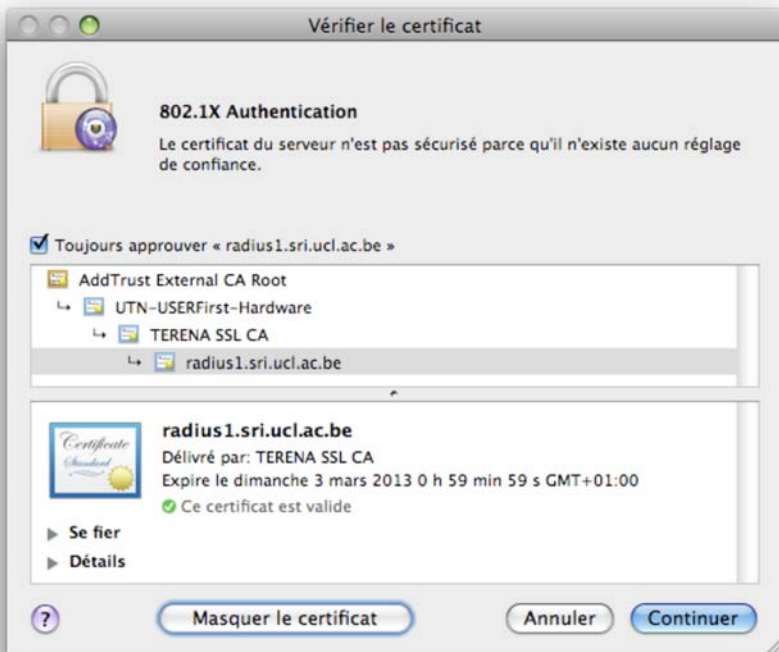 Vérifier le certificat
802.1X Authentication
Le certificat du serveur n'est pas sécurisé parce qu'il n'existe aucun réglage
de confiance.
Toujours approuver « radius1.sri.ucl.ac.be »
AddTrust External CA Root
UTN-USERFirst-Hardware
TERENA SSL CA
radius1.sri.ucl.ac.be
Certificate
Standard
radius1.sri.ucl.ac.be
Délivré par: TERENA SSL CA
Expire le dimanche 3 mars 2013 0 h 59 min 59 s GMT+01:00
Ce certificat est valide
Se fier
Détails
?
Masquer le certificat
Annuler
Continuer